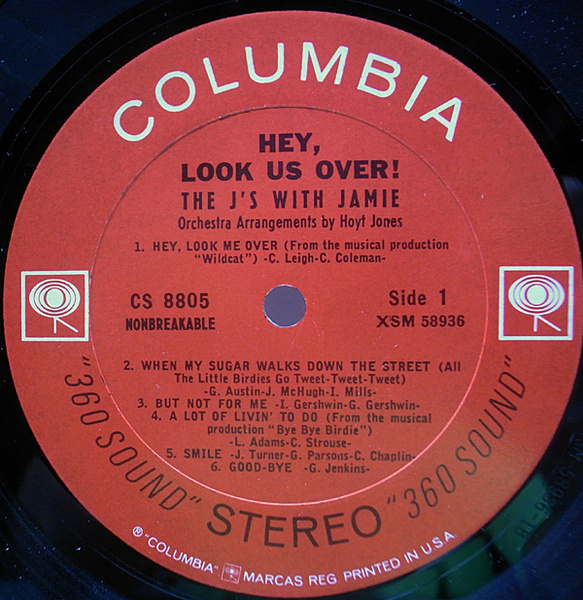 COLUMBIA
HEY,
LOOK US OVER!
THE J'S WITH JAMIE
Orchestra Arrangements by Hoyt Jones
1. HEY, LOOK ME OVER (From the musical production
"Wildcat") -C. Leigh-C. Coleman-
CS 8805
NONBREAKABLE
Side 1
XSM 58936
2. WHEN MY SUGAR WALKS DOWN THE STREET (All
The Little Birdies Go Tweet-Tweet-Tweet)
-G. Austin-J. McHugh-I. Mills-
3. BUT NOT FOR ME -I. Gershwin-G. Gershwin-
4. A LOT OF LIVIN' TO DO (From the musical
production "Bye Bye Birdie")
-L. Adams-C. Strouse-
5. SMILE -J. Turner-G. Parsons-C. Chaplin-
6. GOOD-BYE -G. Jenkins-
"360 SOUND" STEREO "360 SOUND"
® "COLUMBIA" MARCAS REG. PRINTED IN U.S.A.